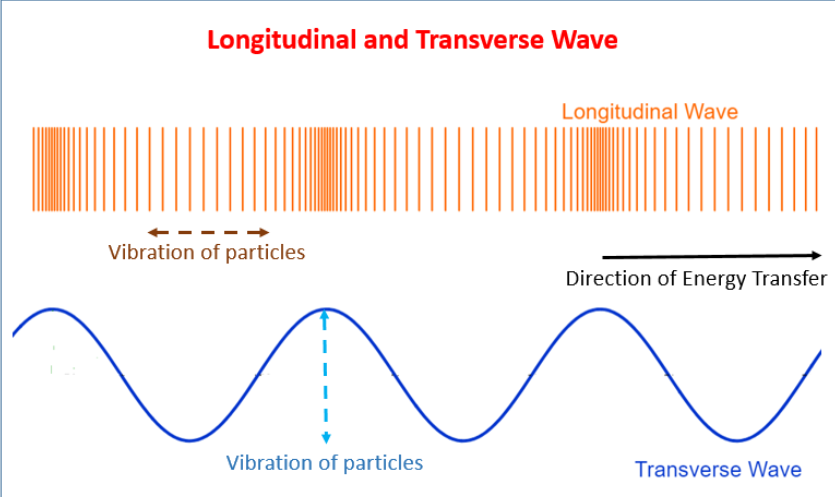 Longitudinal and Transverse Wave
Longitudinal Wave
Vibration of particles
Direction of Energy Transfer
Vibration of particles
Transverse Wave